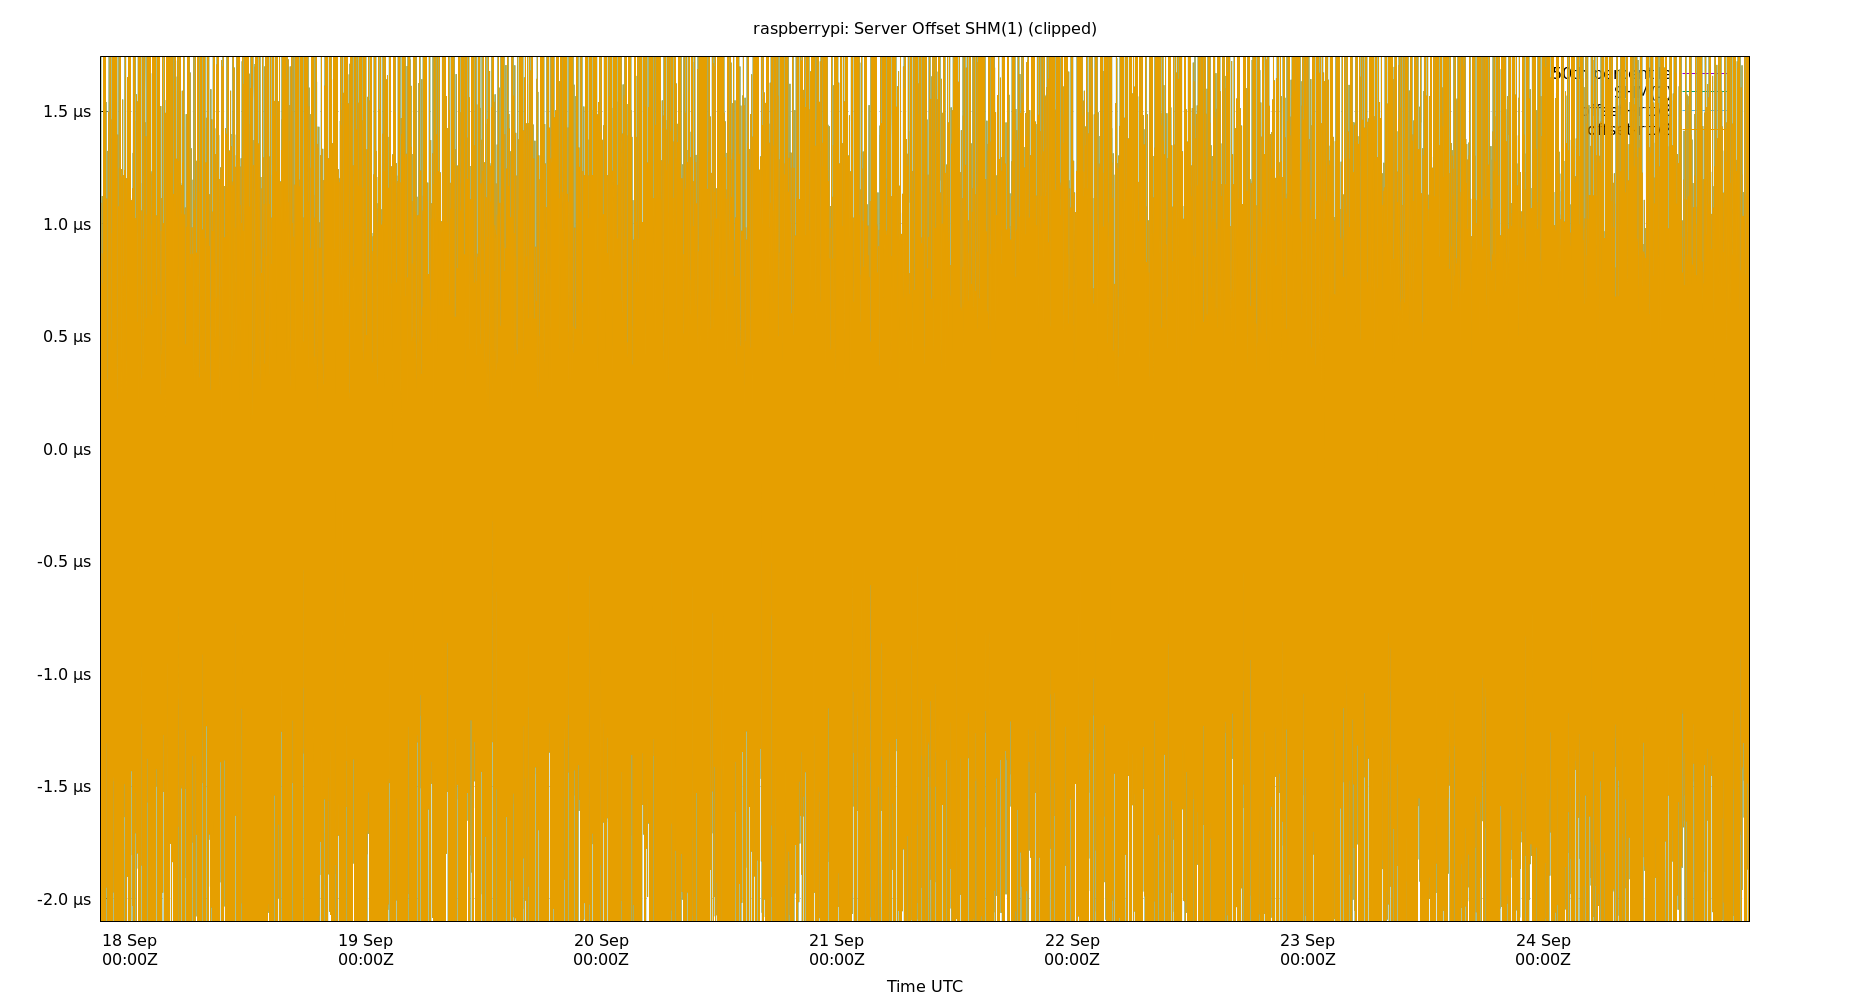 raspberrypi: Server Offset SHM(1) (clipped)
1.5 μs
1.0 μs
0.5 μs
0.0 μs
-0.5 μs
-1.0 μs
-1.5 μs
-2.0 μs
18 Sep
00:00Z
19 Sep
00:00Z
20 Sep
00:00Z
21 Sep
00:00Z
22 Sep
00:00Z
23 Sep
00:00Z
24 Sep
00:00Z
Time UTC